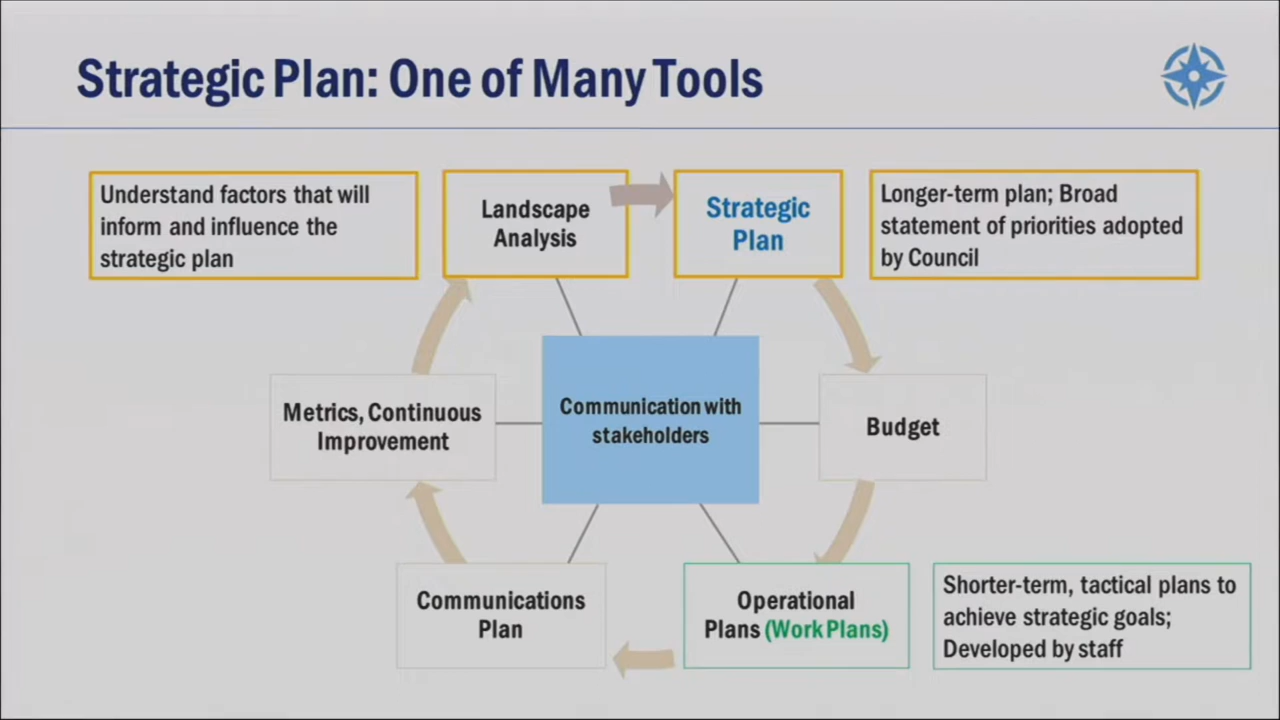 Strategic Plan: One of Many Tools
Understand factors that will
inform and influence the
strategic plan
Landscape
Analysis
Strategic
Plan
Longer-term plan; Broad
statement of priorities adopted
by Council
Metrics, Continuous
Improvement
Communication with
stakeholders
Budget
Communications
Plan
Operational
Plans (Work Plans)
Shorter-term, tactical plans to
achieve strategic goals;
Developed by staff